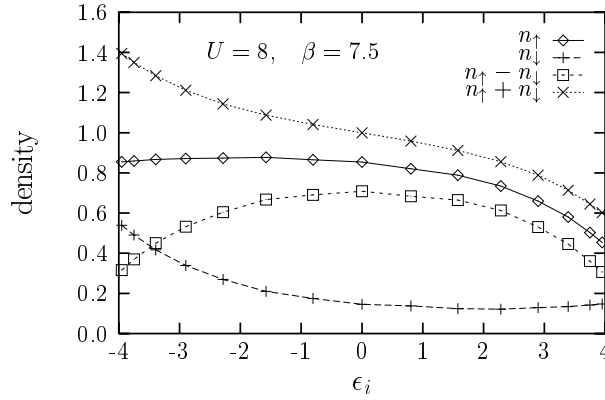 1.6
1.4
1.2
1.0
0.8
0.6
0.4
0.2
0.0
density
U = 8, β = 7.5
n↑
n↓
n↑ − n↓
n↑ + n↓
-4 -3 -2 -1 0 1 2 3 4
ϵi